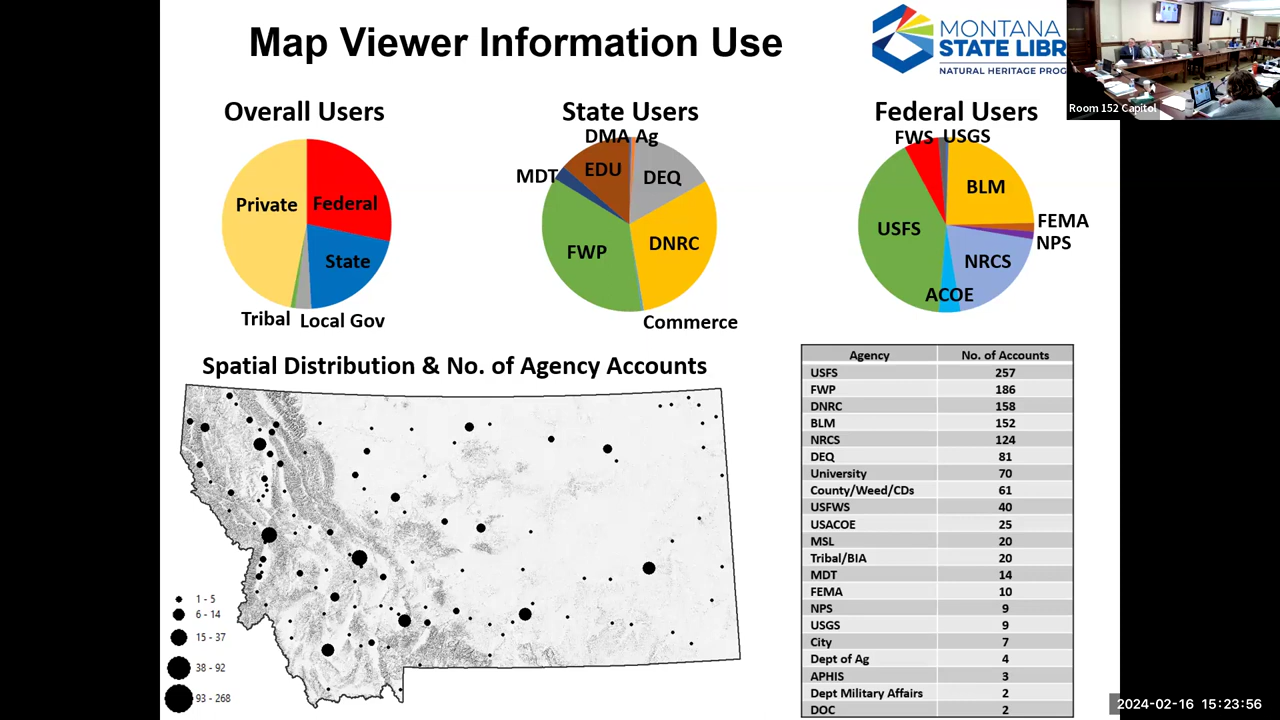 Map Viewer Information Use
MONTANA
STATE LIBR
NATURAL HERITAGE PROG
Room 152 Capitol
Overall Users
Private
Federal
State
Tribal
Local Gov
State Users
DMA
Ag
MDT
EDU
DEQ
FWP
DNRC
Commerce
Federal Users
FWS
USGS
BLM
USFS
FEMA
NPS
NRCS
ACOE
Spatial Distribution & No. of Agency Accounts
1 - 5
6 - 14
15 - 37
38 - 92
93 - 268
Agency No. of Accounts
USFS 257
FWP 186
DNRC 158
BLM 152
NRCS 124
DEQ 81
University 70
County/Weed/CDs 61
USFWS 40
USACOE 25
MSL 20
Tribal/BIA 20
MDT 14
FEMA 10
NPS 9
USGS 9
City 7
Dept of Ag 4
APHIS 3
Dept Military Affairs 2
DOC 2
2024-02-16 15:23:56